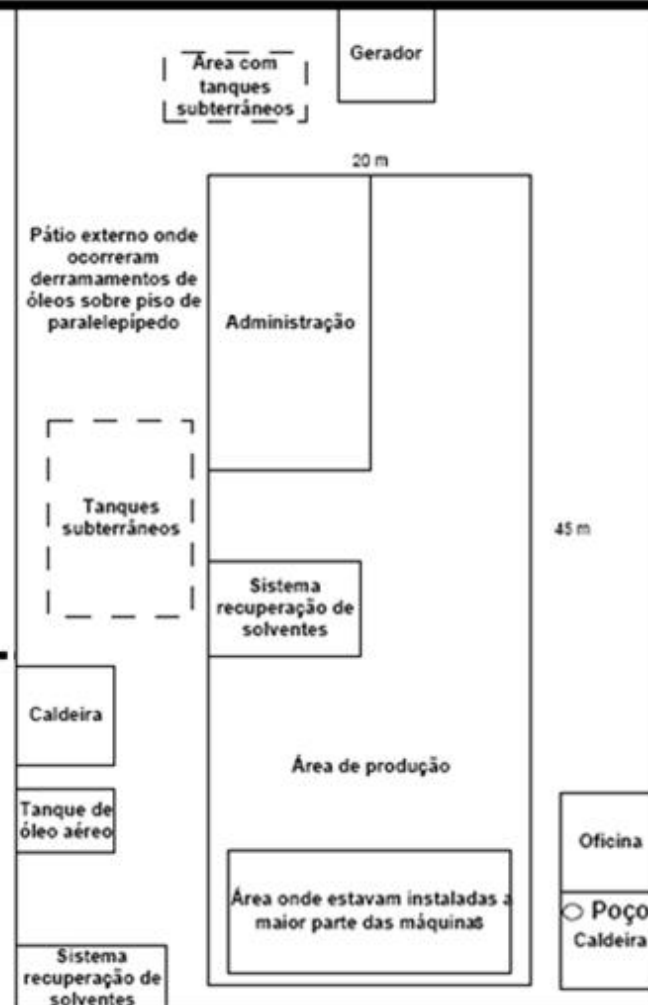 Gerador
Área com
tanques
subterrâneos
20 m
Pátio externo onde
ocorreram
derramamentos de
óleos sobre piso de
paralelepípedo
Administração
Tanques
subterrâneos
45 m
Sistema
recuperação de
solventes
Caldeira
Área de produção
Tanque de
óleo aéreo
Oficina
Área onde estavam instaladas a
maior parte das máquinas
Poço
Caldeira
Sistema
recuperação de
solventes